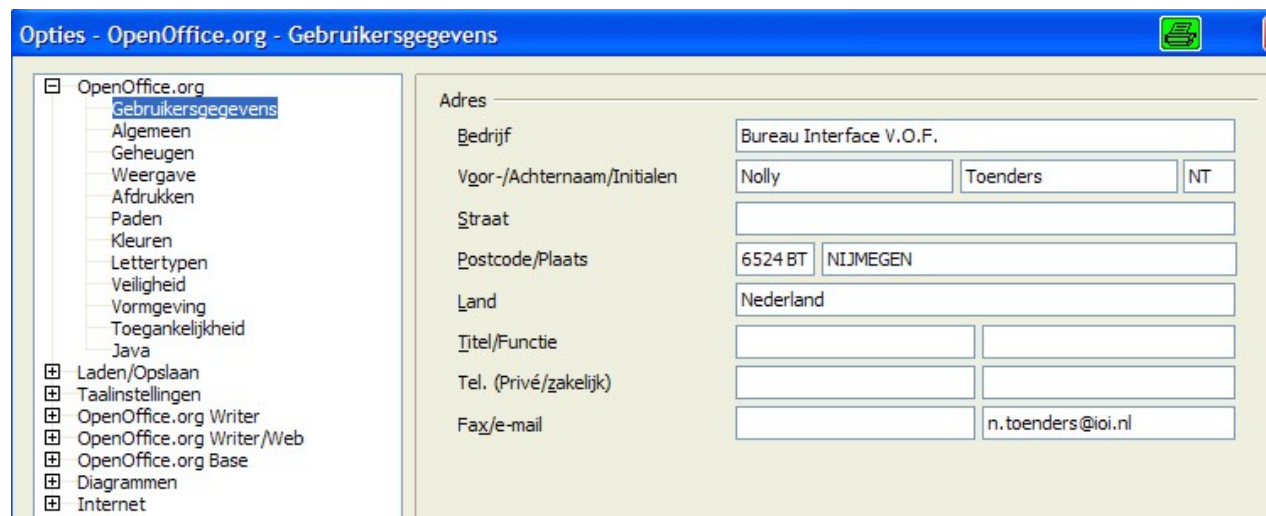 Opties - OpenOffice.org - Gebruikersgegevens
OpenOffice.org
Gebruikersgegevens
Algemeen
Geheugen
Weergave
Afdrukken
Paden
Kleuren
Lettertypen
Veiligheid
Vormgeving
Toegankelijkheid
Java
Laden/Opslaan
Taalinstellingen
OpenOffice.org Writer
OpenOffice.org Writer/Web
OpenOffice.org Base
Diagrammen
Internet
Adres
Bedrijf Bureau Interface V.O.F.
Voor-/Achternaam/Initialen Nolly Toenders NT
Straat
Postcode/Plaats 6524 BT NIJMEGEN
Land Nederland
Titel/Functie
Tel. (Privé/zakelijk)
Fax/e-mail n.toenders@ioi.nl